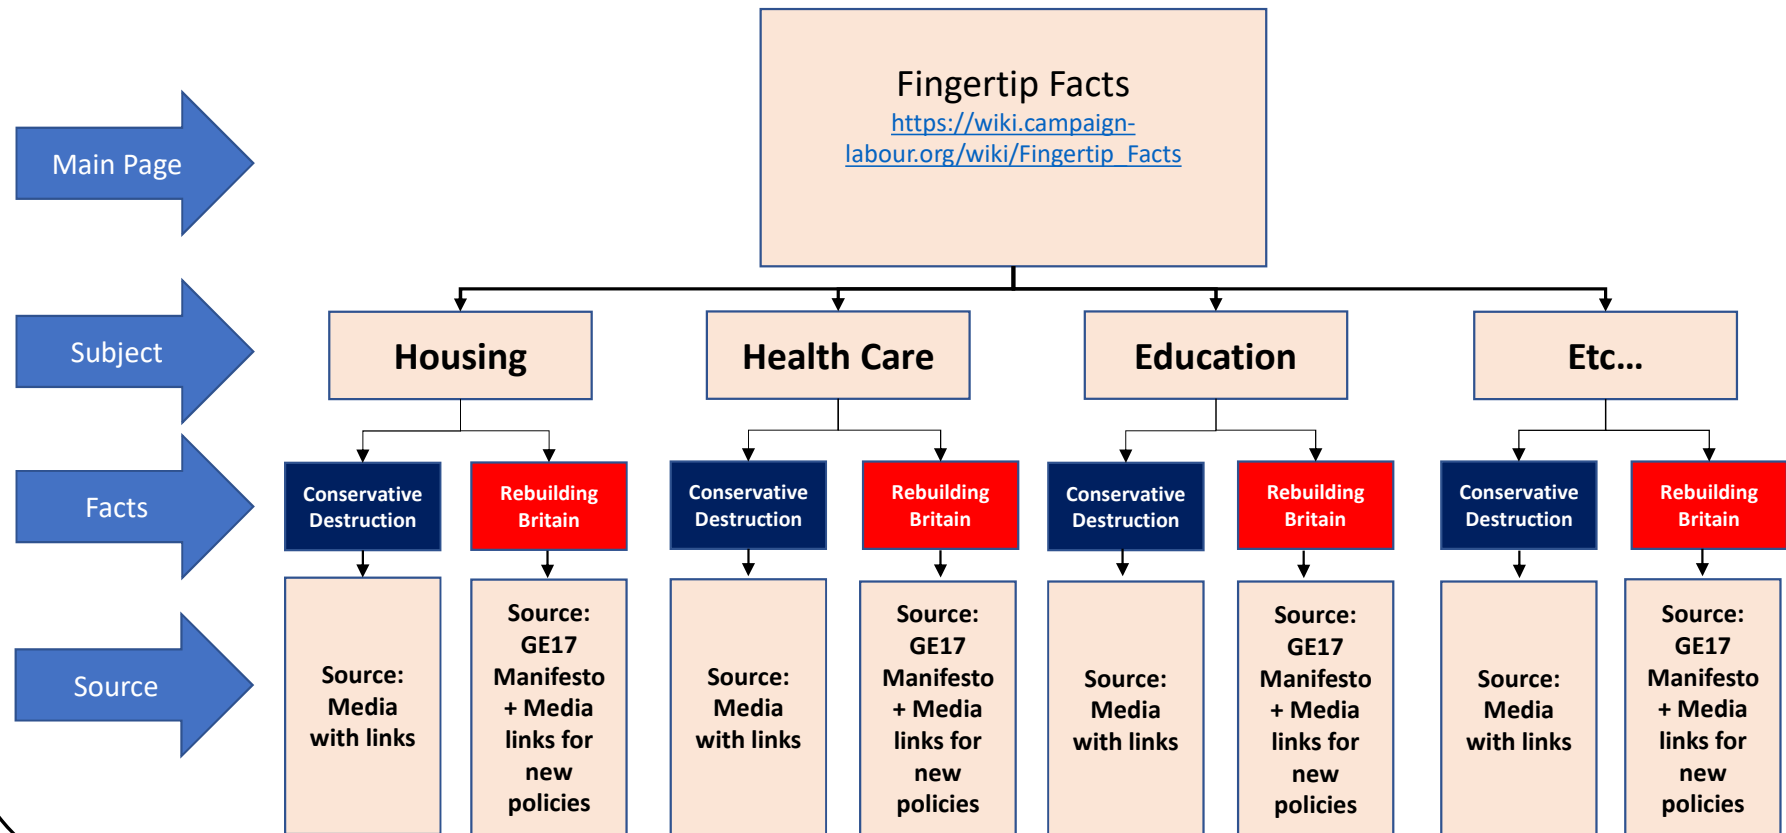 Fingertip Facts
https://wiki.campaign-
labour.org/wiki/Fingertip_Facts
Main Page
Subject
Housing
Health Care
Education
Etc...
Facts
Conservative
Destruction
Rebuilding
Britain
Conservative
Destruction
Rebuilding
Britain
Conservative
Destruction
Rebuilding
Britain
Conservative
Destruction
Rebuilding
Britain
Source
Source:
Media
with links
Source:
GE17
Manifesto
+ Media
links for
new
policies
Source:
Media
with links
Source:
GE17
Manifesto
+ Media
links for
new
policies
Source:
Media
with links
Source:
GE17
Manifesto
+ Media
links for
new
policies
Source:
Media
with links
Source:
GE17
Manifesto
+ Media
links for
new
policies